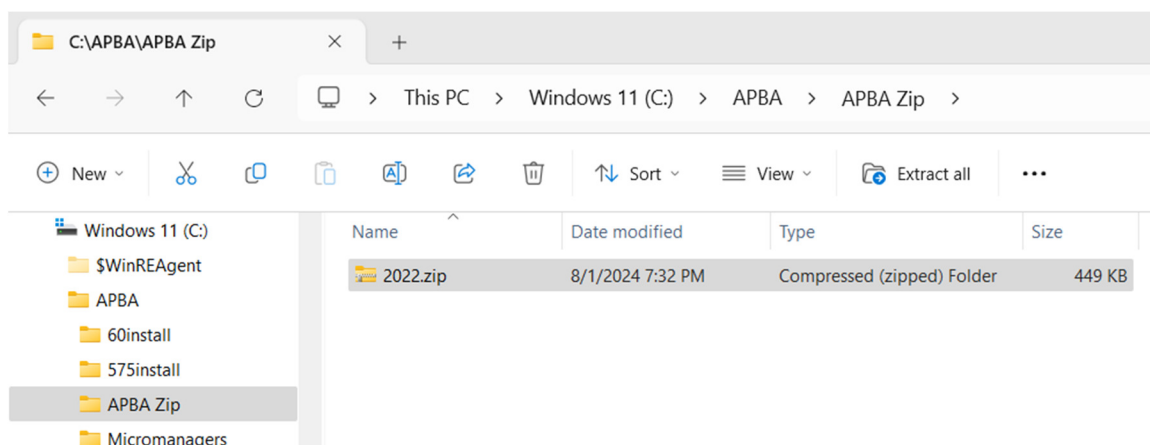 C:\APBA\APBA Zip
This PC > Windows 11 (C:) > APBA > APBA Zip >
New Sort View Extract all ...
Windows 11 (C:)
$WinREAgent
APBA
60install
575install
APBA Zip
Micromanagers
Name Date modified Type Size
2022.zip 8/1/2024 7:32 PM Compressed (zipped) Folder 449 KB